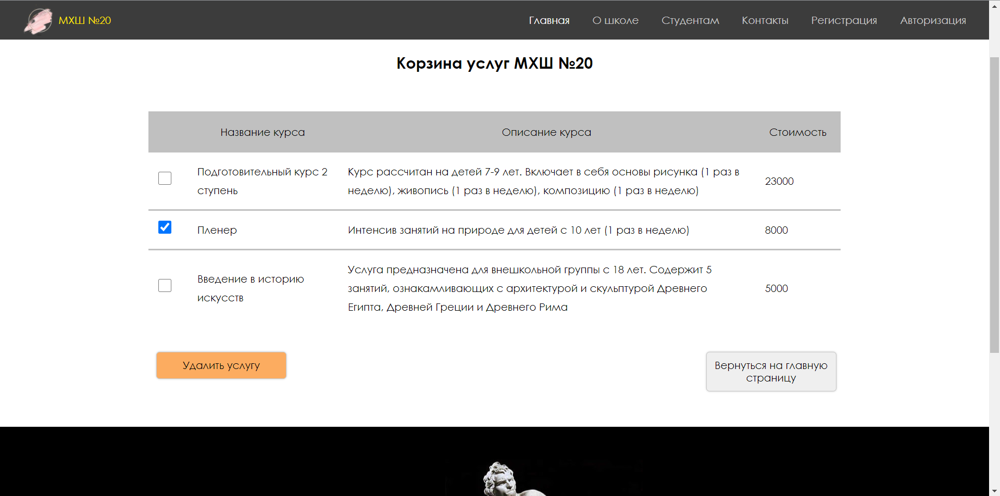 МХШ №20
Главная
О школе
Студентам
Контакты
Регистрация
Авторизация
Корзина услуг МХШ №20
Название курса
Описание курса
Стоимость
Подготовительный курс 2
ступень
Курс рассчитан на детей 7-9 лет. Включает в себя основы рисунка (1 раз в
неделю), живопись (1 раз в неделю), композицию (1 раз в неделю)
23000
Пленер
Интенсив занятий на природе для детей с 10 лет (1 раз в неделю)
8000
Введение в историю
искусств
Услуга предназначена для внешкольной группы с 18 лет. Содержит 5
занятий, ознакамливающих с архитектурой и скульптурой Древнего
Египта, Древней Греции и Древнего Рима
5000
Удалить услугу
Вернуться на главную
страницу